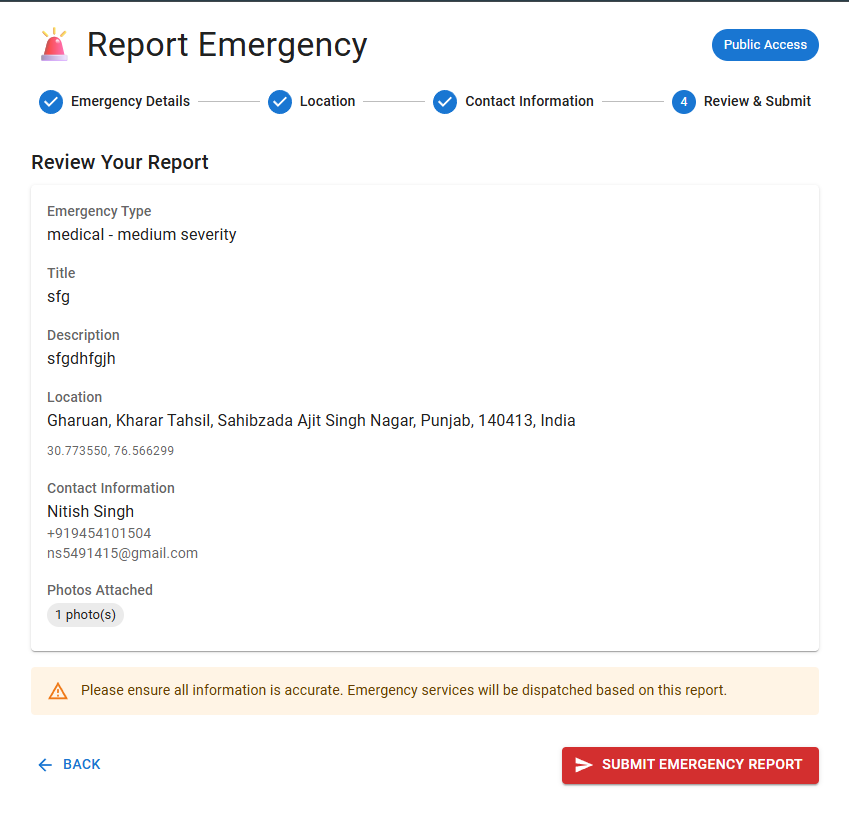 Report Emergency
Public Access
Emergency Details
Location
Contact Information
4
Review & Submit
Review Your Report
Emergency Type
medical - medium severity
Title
sfg
Description
sfgdhfgjh
Location
Gharuan, Kharar Tahsil, Sahibzada Ajit Singh Nagar, Punjab, 140413, India
30.773550, 76.566299
Contact Information
Nitish Singh
+919454101504
ns5491415@gmail.com
Photos Attached
1 photo(s)
Please ensure all information is accurate. Emergency services will be dispatched based on this report.
BACK
SUBMIT EMERGENCY REPORT